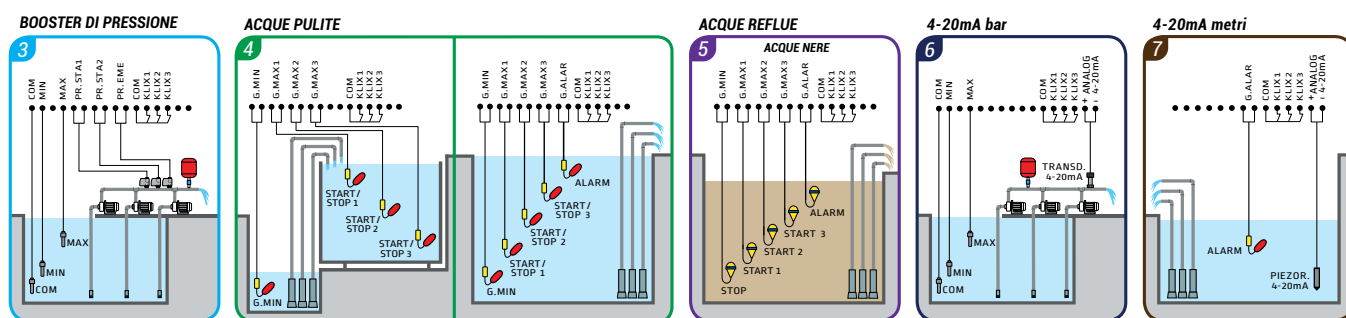 BOOSTER DI PRESSIONE
3
COM
MIN
MAX
PR.STA1
PR.STA2
PR.EME
COM
KLIX1
KLIX2
KLIX3
MAX
MIN
COM
ACQUE PULITE
4
G.MIN
G.MAX1
G.MAX2
G.MAX3
COM
KLIX1
KLIX2
KLIX3
START/
STOP 1
START/
STOP 2
START/
STOP 3
G.MIN
G.MIN
G.MAX1
G.MAX2
G.MAX3
G.ALAR
COM
KLIX1
KLIX2
KLIX3
ALARM
START/
STOP 3
START/
STOP 2
START/
STOP 1
G.MIN
ACQUE REFLUE
5
ACQUE NERE
G.MIN
G.MAX1
G.MAX2
G.MAX3
G.ALAR
COM
KLIX1
KLIX2
KLIX3
ALARM
START 3
START 2
START 1
STOP
4-20mA bar
6
COM
MIN
MAX
COM
KLIX1
KLIX2
KLIX3
+ ANALOG
- 4-20mA
TRANSD.
4-20mA
MAX
MIN
COM
4-20mA metri
7
G.ALAR
COM
KLIX1
KLIX2
KLIX3
+ANALOG
- 4-20mA
ALARM
PIEZOR.
4-20mA